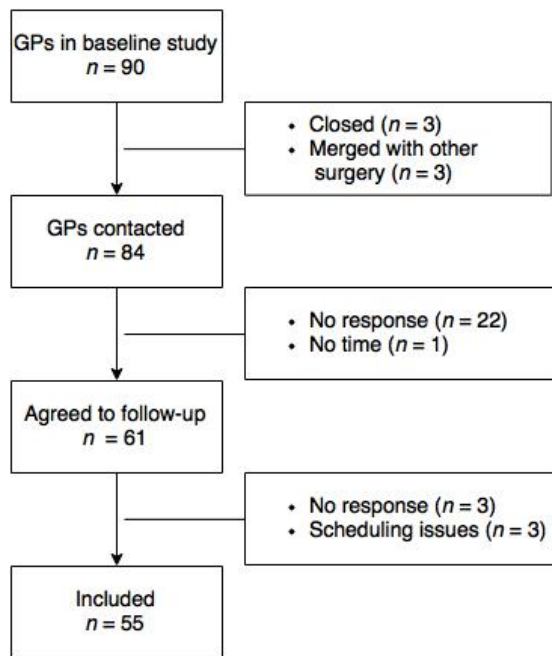 GPs in baseline study
n = 90
• Closed (n = 3)
• Merged with other
surgery (n = 3)
GPs contacted
n = 84
• No response (n = 22)
• No time (n = 1)
Agreed to follow-up
n = 61
• No response (n = 3)
• Scheduling issues (n = 3)
Included
n = 55